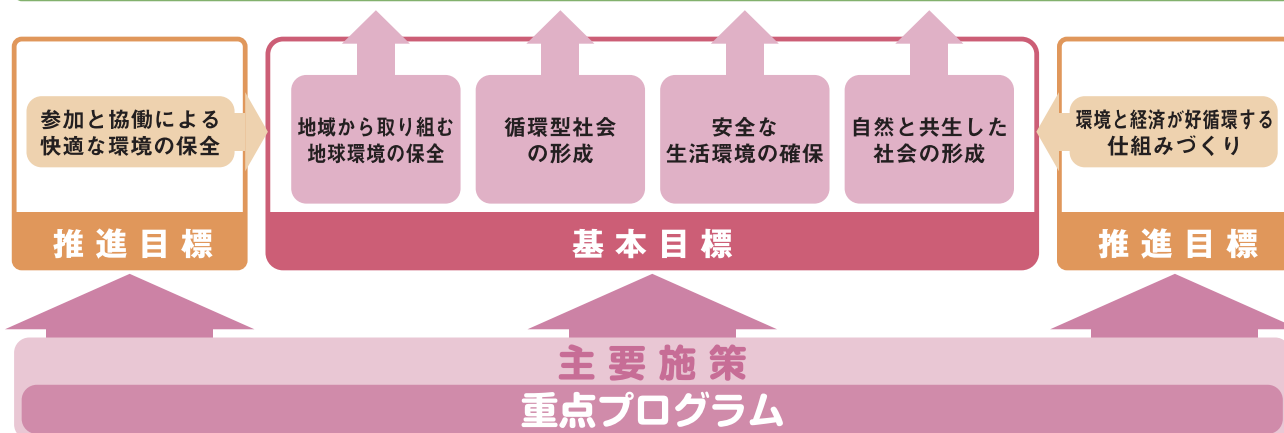 参加と協働による
快適な環境の保全
推進目標
地域から取り組む
地球環境の保全
循環型社会
の形成
安全な
生活環境の確保
自然と共生した
社会の形成
基本目標
環境と経済が好循環する
仕組みづくり
推進目標
主要施策
重点プログラム